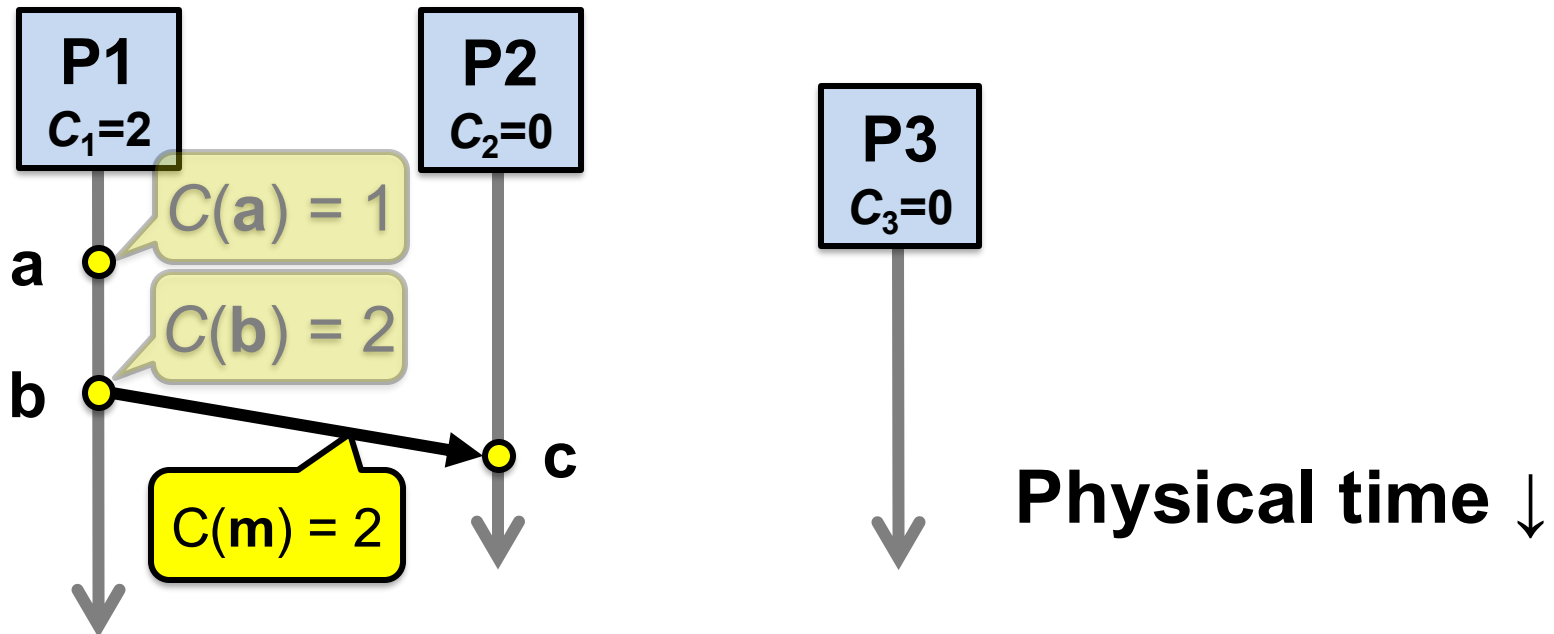 P1
C₁=2
P2
C₂=0
P3
C₃=0
C(a) = 1
a
C(b) = 2
b
c
C(m) = 2
Physical time ↓